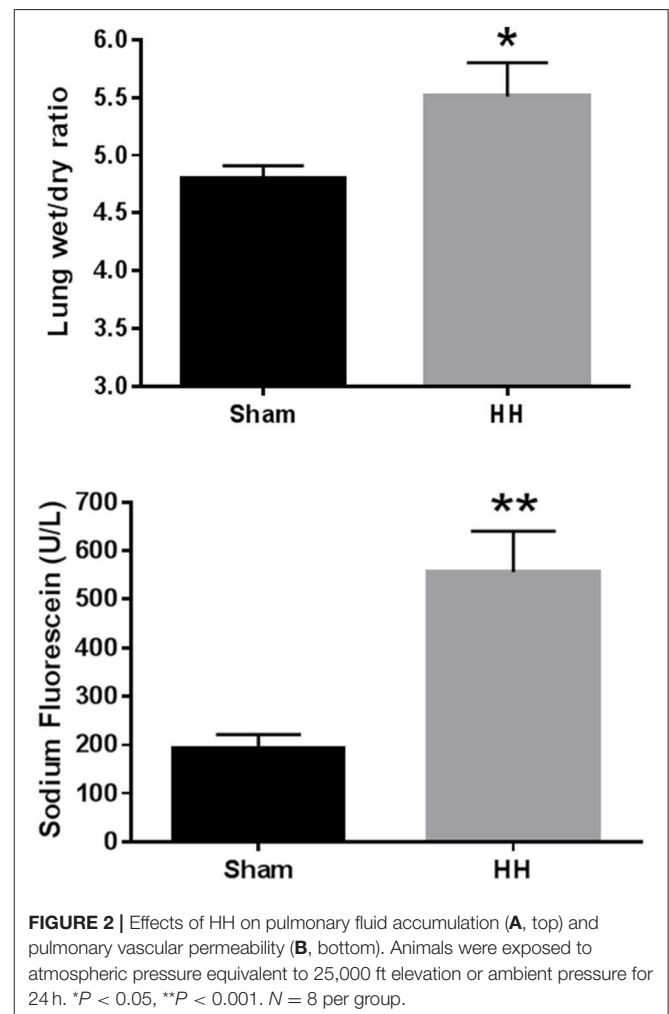 6.0
*
5.5
5.0
4.5
4.0
3.5
3.0
Lung wet/dry ratio
Sham HH
700
**
600
500
400
300
200
100
0
Sodium Fluorescein (U/L)
Sham HH
FIGURE 2 | Effects of HH on pulmonary fluid accumulation (A, top) and
pulmonary vascular permeability (B, bottom). Animals were exposed to
atmospheric pressure equivalent to 25,000 ft elevation or ambient pressure for
24 h. *P < 0.05, **P < 0.001. N = 8 per group.